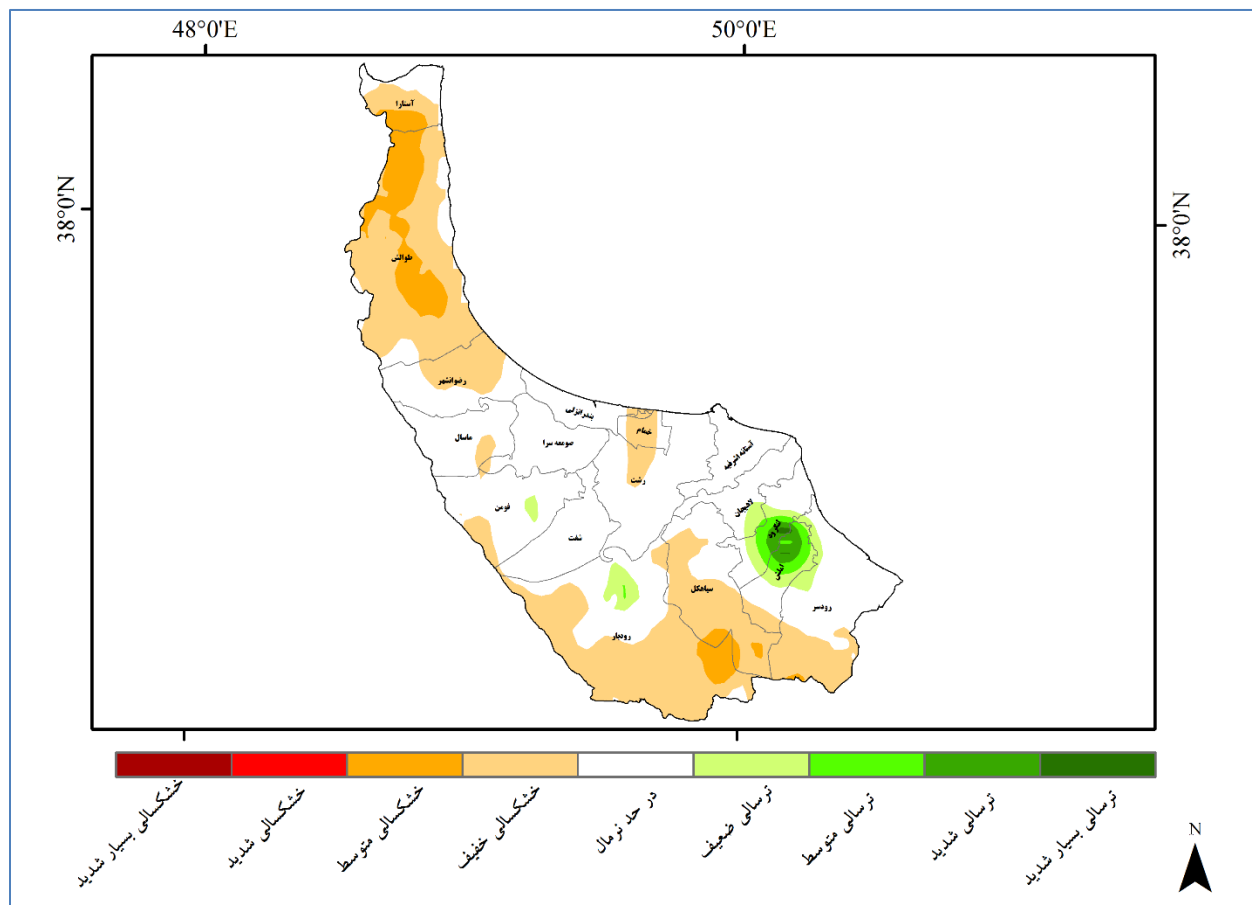 48°0'E
50°0'E
38°0'N
38°0'N
آستارا
طوالش
رضوانشهر
بندرانزلی
خمام
ماسال
صومعه سرا
آستانه اشرفیه
رشت
فومن
لاهیجان
لنگرود
شفت
املش
سیاهکل
رودسر
رودبار
خشکسالی بسیار شدید
خشکسالی شدید
خشکسالی متوسط
خشکسالی خفیف
در حد نرمال
ترسالی ضعیف
ترسالی متوسط
ترسالی شدید
ترسالی بسیار شدید
N